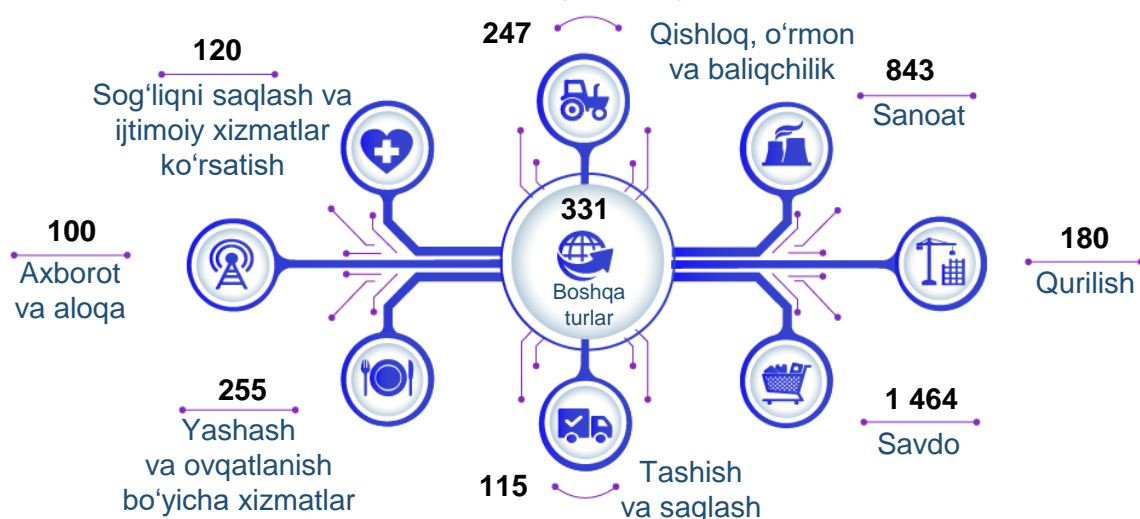 247
Qishloq, o‘rmon
va baliqchilik
120
Sog‘liqni saqlash va
ijtimoiy xizmatlar
ko‘rsatish
843
Sanoat
100
Axborot
va aloqa
331
Boshqa
turlar
180
Qurilish
255
Yashash
va ovqatlanish
bo‘yicha xizmatlar
1 464
Savdo
115
Tashish
va saqlash